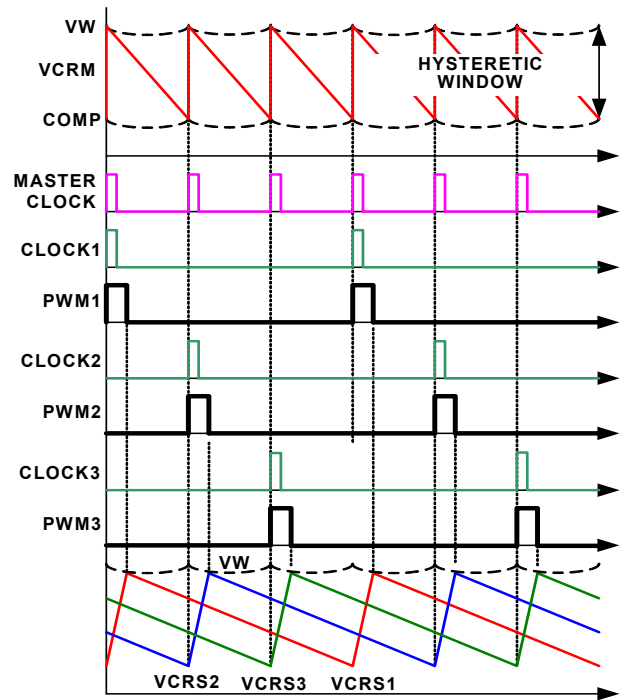 VW
VCRM
HYSTERETIC
WINDOW
COMP
MASTER
CLOCK
CLOCK1
PWM1
CLOCK2
PWM2
CLOCK3
PWM3
VW
VCRS2 VCRS3 VCRS1